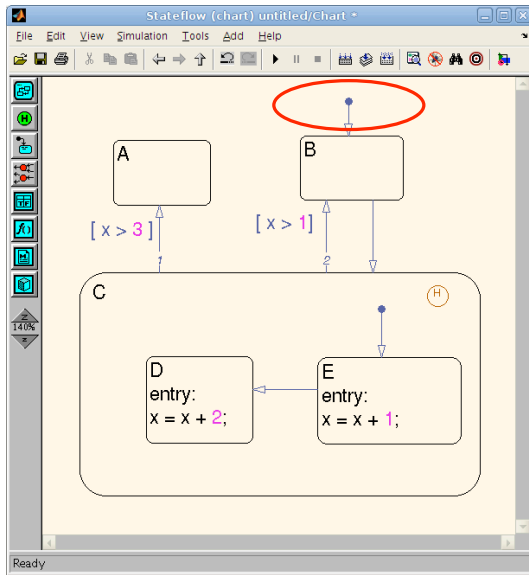 Stateflow (chart) untitled/Chart *
File Edit View Simulation Tools Add Help
A
B
[ x > 3 ]
[ x > 1]
1
2
C
H
D
entry:
x = x + 2;
E
entry:
x = x + 1;
140%
Ready